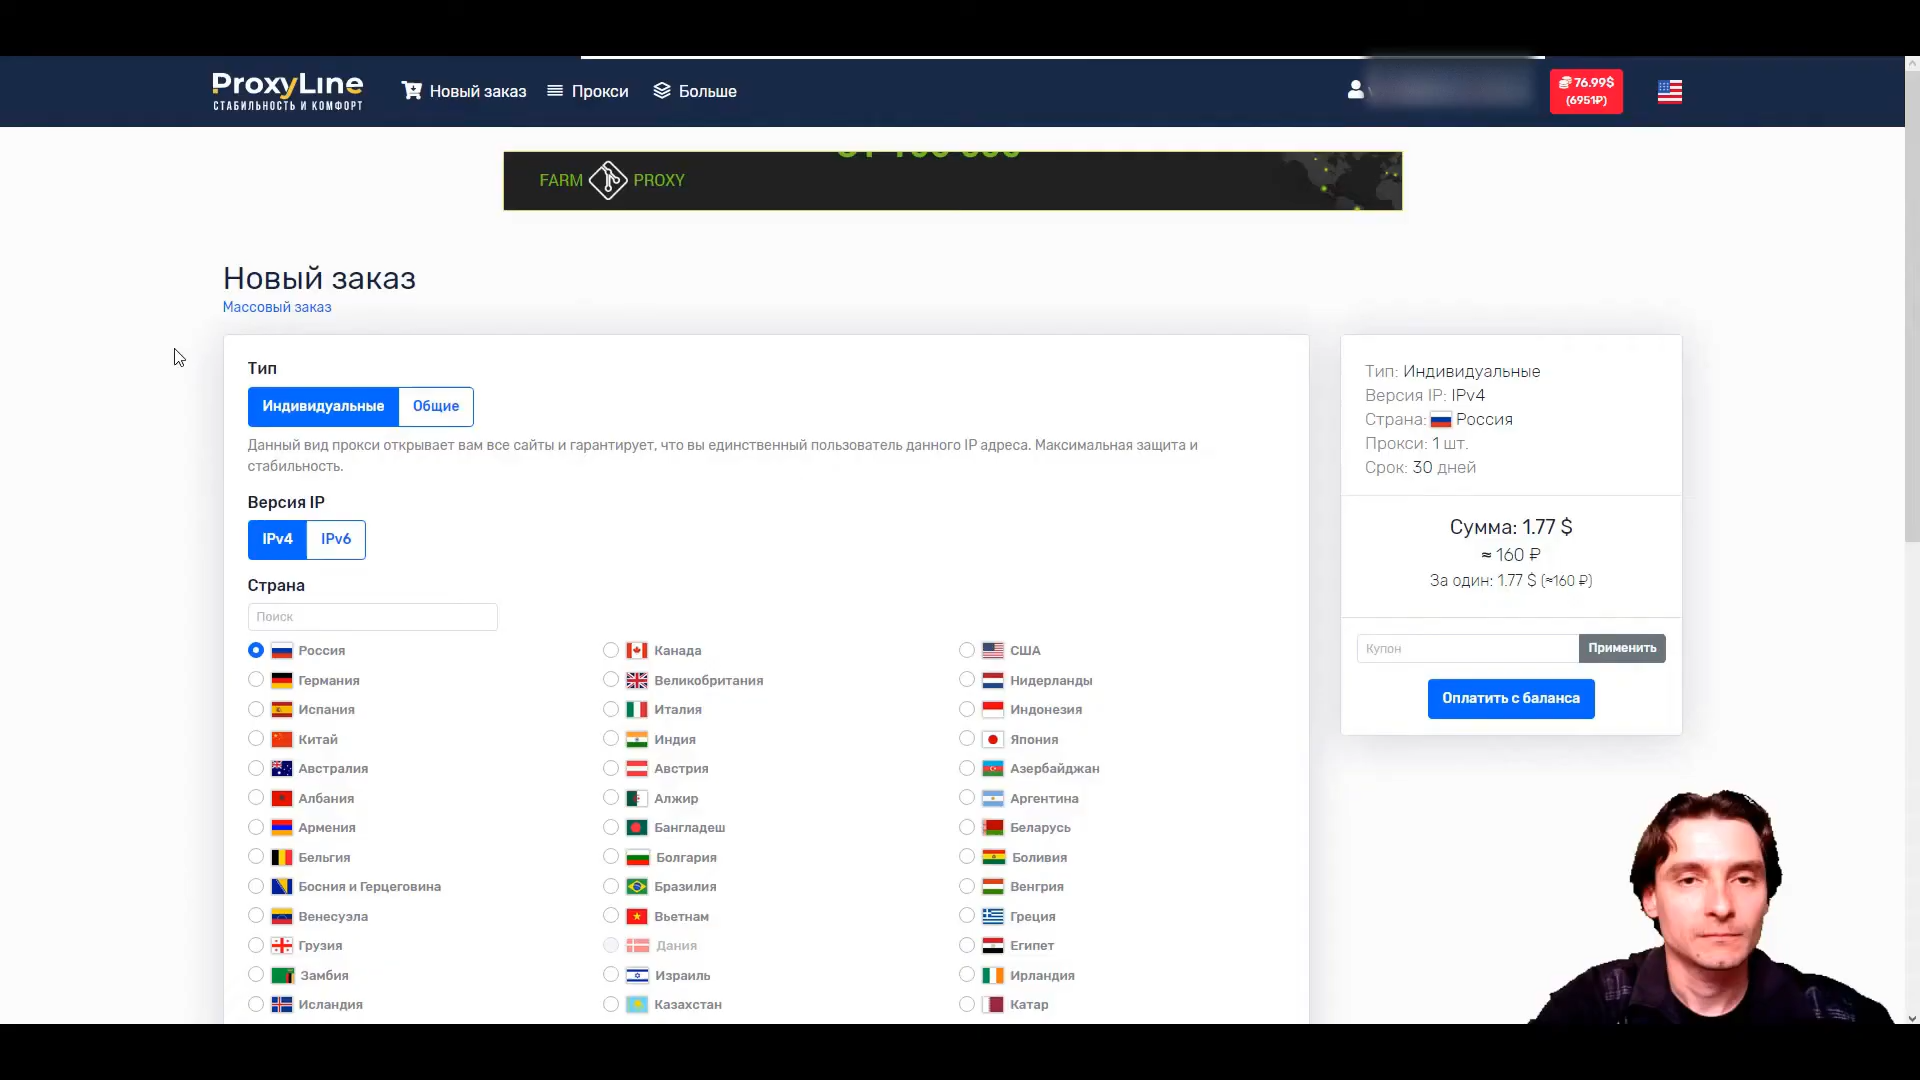 ProxyLine
СТАБИЛЬНОСТЬ И КОМФОРТ
Новый заказ
Прокси
Больше
76.99$
(6951₽)
FARM PROXY
Новый заказ
Массовый заказ
Тип
Индивидуальные
Общие
Данный вид прокси открывает вам все сайты и гарантирует, что вы единственный пользователь данного IP адреса. Максимальная защита и
стабильность.
Версия IP
IPv4
IPv6
Страна
Поиск
Россия
Канада
США
Германия
Великобритания
Нидерланды
Испания
Италия
Индонезия
Китай
Индия
Япония
Австралия
Австрия
Азербайджан
Албания
Алжир
Аргентина
Армения
Бангладеш
Беларусь
Бельгия
Болгария
Боливия
Босния и Герцеговина
Бразилия
Венгрия
Венесуэла
Вьетнам
Греция
Грузия
Дания
Египет
Замбия
Израиль
Ирландия
Исландия
Казахстан
Катар
Тип: Индивидуальные
Версия IP: IPv4
Страна: Россия
Прокси: 1 шт.
Срок: 30 дней
Сумма: 1.77 $
≈ 160 ₽
За один: 1.77 $ (≈160 ₽)
Купон
Применить
Оплатить с баланса